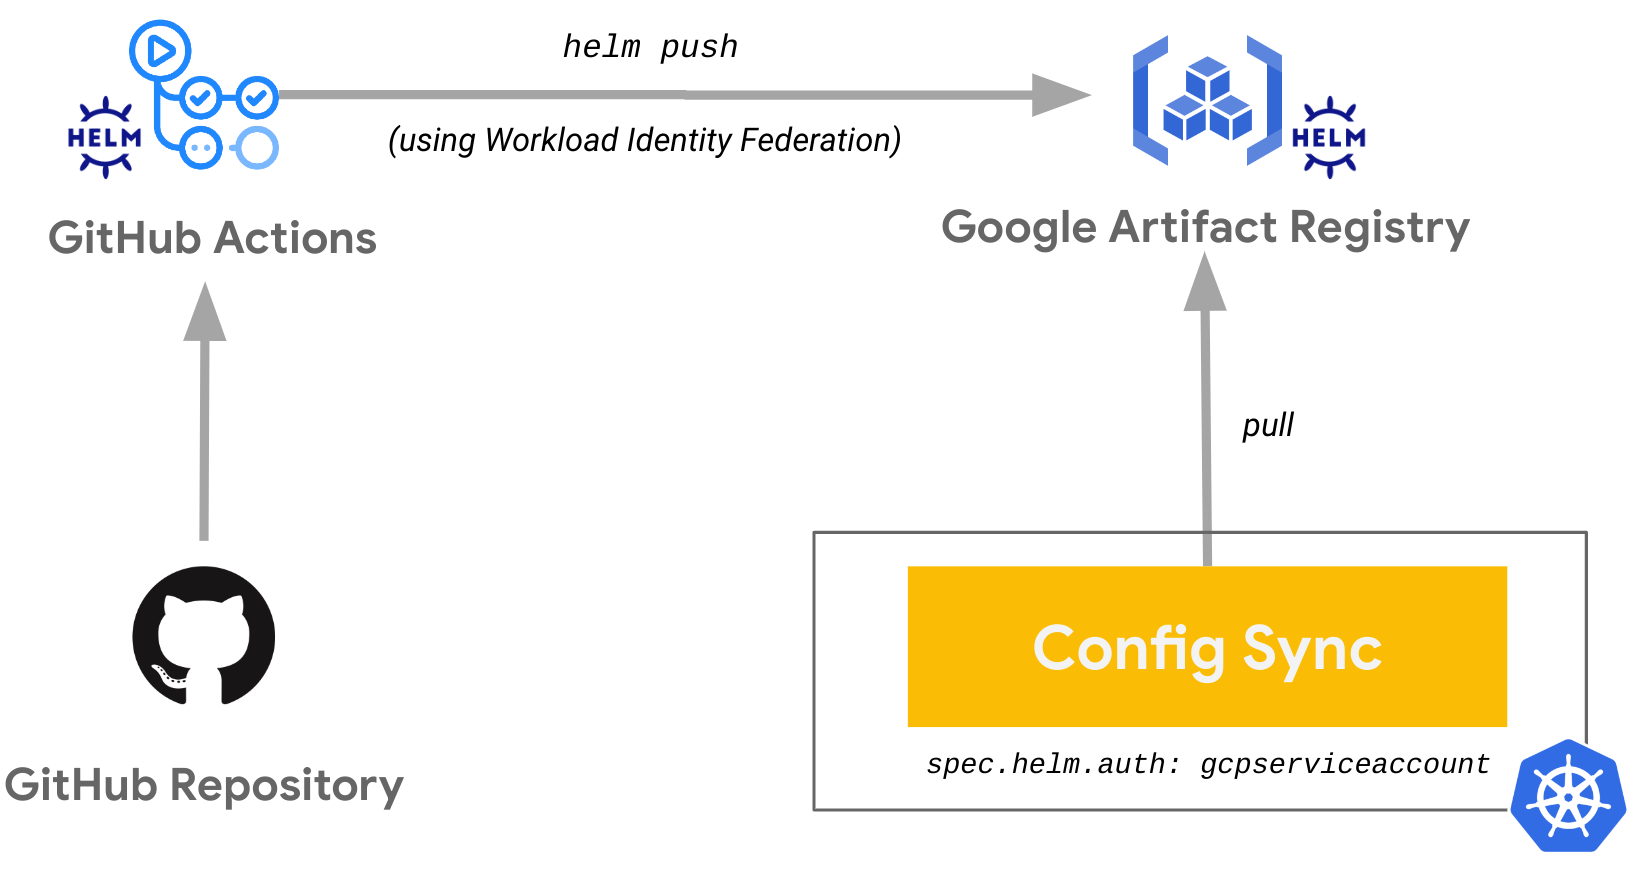 helm push
(using Workload Identity Federation)
HELM
HELM
GitHub Actions
Google Artifact Registry
pull
Config Sync
spec.helm.auth: gcpserviceaccount
GitHub Repository